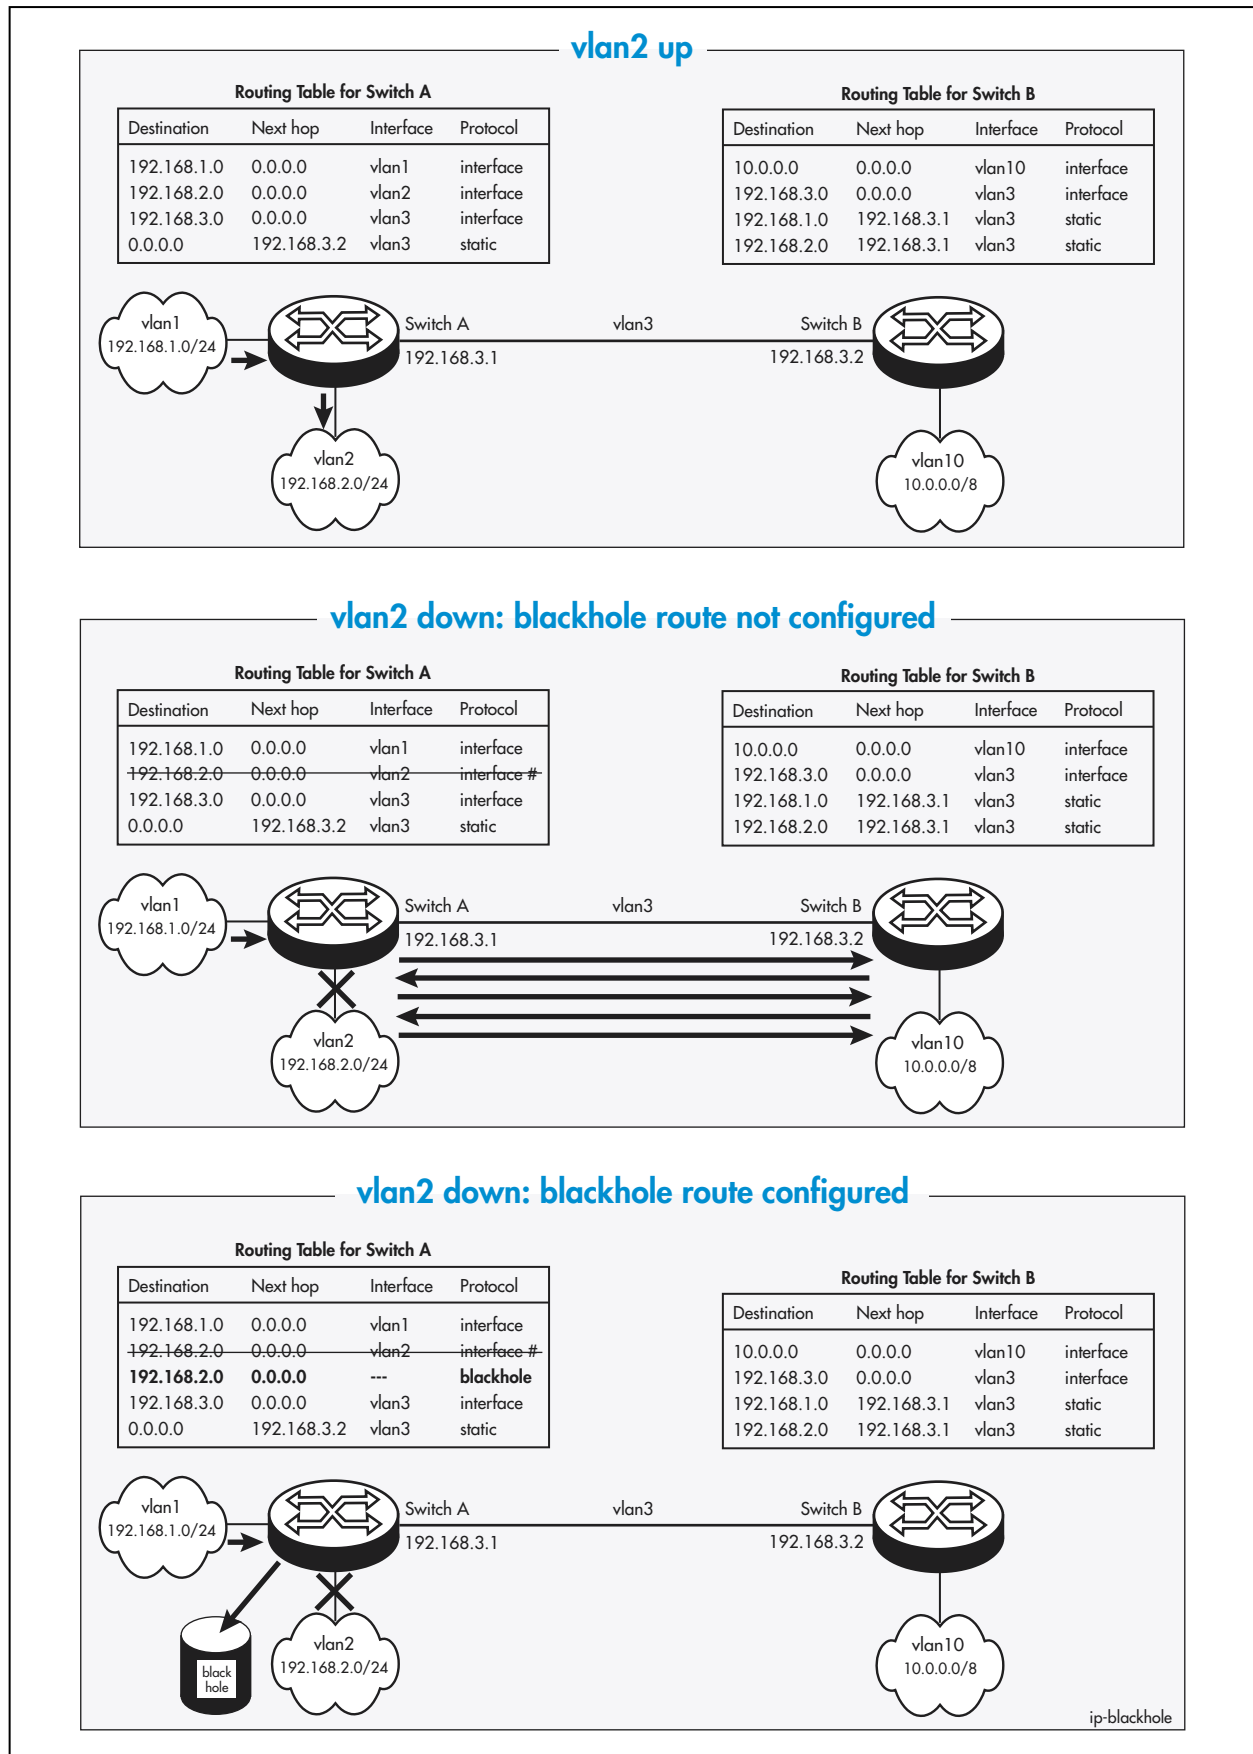 vlan2 up
Routing Table for Switch A
Destination Next hop Interface Protocol
192.168.1.0 0.0.0.0 vlan1 interface
192.168.2.0 0.0.0.0 vlan2 interface
192.168.3.0 0.0.0.0 vlan3 interface
0.0.0.0 192.168.3.2 vlan3 static
Routing Table for Switch B
Destination Next hop Interface Protocol
10.0.0.0 0.0.0.0 vlan10 interface
192.168.3.0 0.0.0.0 vlan3 interface
192.168.1.0 192.168.3.1 vlan3 static
192.168.2.0 192.168.3.1 vlan3 static
vlan1
192.168.1.0/24
Switch A
192.168.3.1
vlan3
Switch B
192.168.3.2
vlan2
192.168.2.0/24
vlan10
10.0.0.0/8
vlan2 down: blackhole route not configured
Routing Table for Switch A
Destination Next hop Interface Protocol
192.168.1.0 0.0.0.0 vlan1 interface
192.168.2.0 0.0.0.0 vlan2 interface #
192.168.3.0 0.0.0.0 vlan3 interface
0.0.0.0 192.168.3.2 vlan3 static
Routing Table for Switch B
Destination Next hop Interface Protocol
10.0.0.0 0.0.0.0 vlan10 interface
192.168.3.0 0.0.0.0 vlan3 interface
192.168.1.0 192.168.3.1 vlan3 static
192.168.2.0 192.168.3.1 vlan3 static
vlan1
192.168.1.0/24
Switch A
192.168.3.1
vlan3
Switch B
192.168.3.2
vlan2
192.168.2.0/24
vlan10
10.0.0.0/8
vlan2 down: blackhole route configured
Routing Table for Switch A
Destination Next hop Interface Protocol
192.168.1.0 0.0.0.0 vlan1 interface
192.168.2.0 0.0.0.0 vlan2 interface #
192.168.2.0 0.0.0.0 --- blackhole
192.168.3.0 0.0.0.0 vlan3 interface
0.0.0.0 192.168.3.2 vlan3 static
Routing Table for Switch B
Destination Next hop Interface Protocol
10.0.0.0 0.0.0.0 vlan10 interface
192.168.3.0 0.0.0.0 vlan3 interface
192.168.1.0 192.168.3.1 vlan3 static
192.168.2.0 192.168.3.1 vlan3 static
vlan1
192.168.1.0/24
Switch A
192.168.3.1
vlan3
Switch B
192.168.3.2
black
hole
vlan2
192.168.2.0/24
vlan10
10.0.0.0/8
ip-blackhole